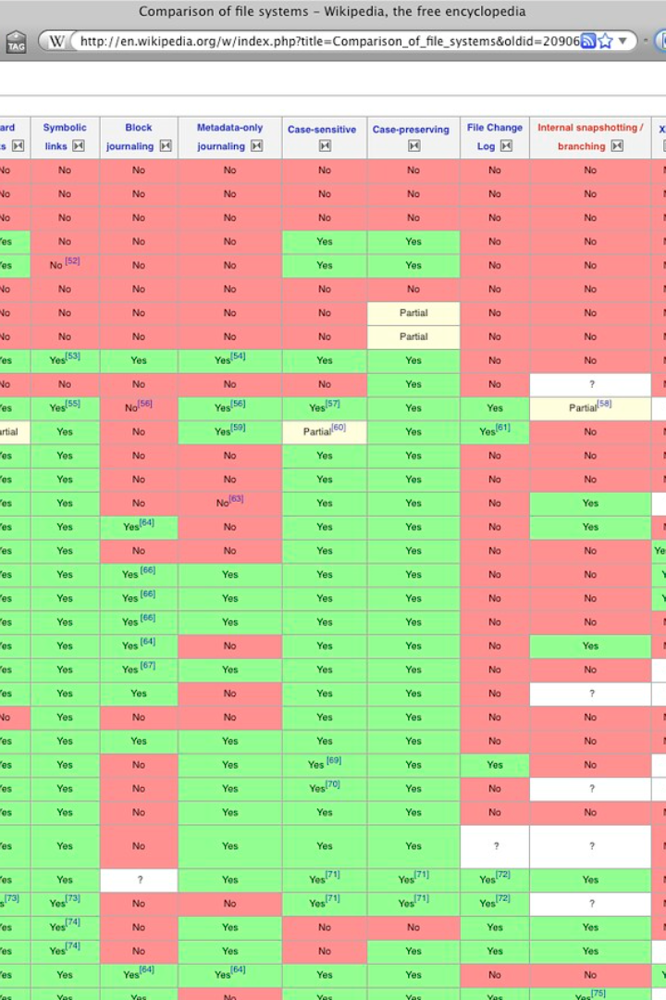 Comparison of file systems – Wikipedia, the free encyclopedia
TAG W http://en.wikipedia.org/w/index.php?title=Comparison_of_file_systems&oldid=20906
ard Symbolic Block Metadata-only Case-sensitive Case-preserving File Change Internal snapshotting / X
s links journaling journaling Log branching
No No No No No No No No
No No No No No No No No
No No No No No No No No
Yes No No No Yes Yes No No
Yes No [52] No No Yes Yes No No
No No No No No No No No
No No No No No Partial No No
No No No No No Partial No No
Yes Yes[53] Yes Yes[54] Yes Yes No No
No No No No No Yes No ?
Yes Yes[55] No[56] Yes[56] Yes[57] Yes Yes Partial[58]
artial Yes No Yes[59] Partial[60] Yes Yes[61] No
Yes Yes No No Yes Yes No No
Yes Yes No No Yes Yes No No
Yes Yes No No[63] Yes Yes No Yes
Yes Yes Yes[64] No Yes Yes No Yes
Yes Yes No No Yes Yes No No Yes
Yes Yes Yes [66] Yes Yes Yes No No Y
Yes Yes Yes [66] Yes Yes Yes No No Y
Yes Yes Yes [66] Yes Yes Yes No No
Yes Yes Yes [64] No Yes Yes No Yes
Yes Yes Yes [67] Yes Yes Yes No No
Yes Yes Yes No Yes Yes No ?
No Yes No No Yes Yes No No
Yes Yes Yes Yes Yes Yes No No
Yes Yes No Yes Yes [69] Yes Yes No
Yes Yes No Yes Yes[70] Yes No ?
Yes Yes No Yes Yes Yes No No
Yes Yes No Yes Yes Yes ? ?
Yes Yes ? Yes Yes[71] Yes[71] Yes[72] Yes
s[73] Yes[73] No No Yes[71] Yes[71] Yes[72] ?
Yes Yes[74] No Yes No No Yes Yes
Yes Yes[74] No Yes No Yes Yes Yes
Yes Yes Yes[64] Yes[64] Yes Yes No No Y
Yes Yes Yes No Yes Yes Yes Yes[75]